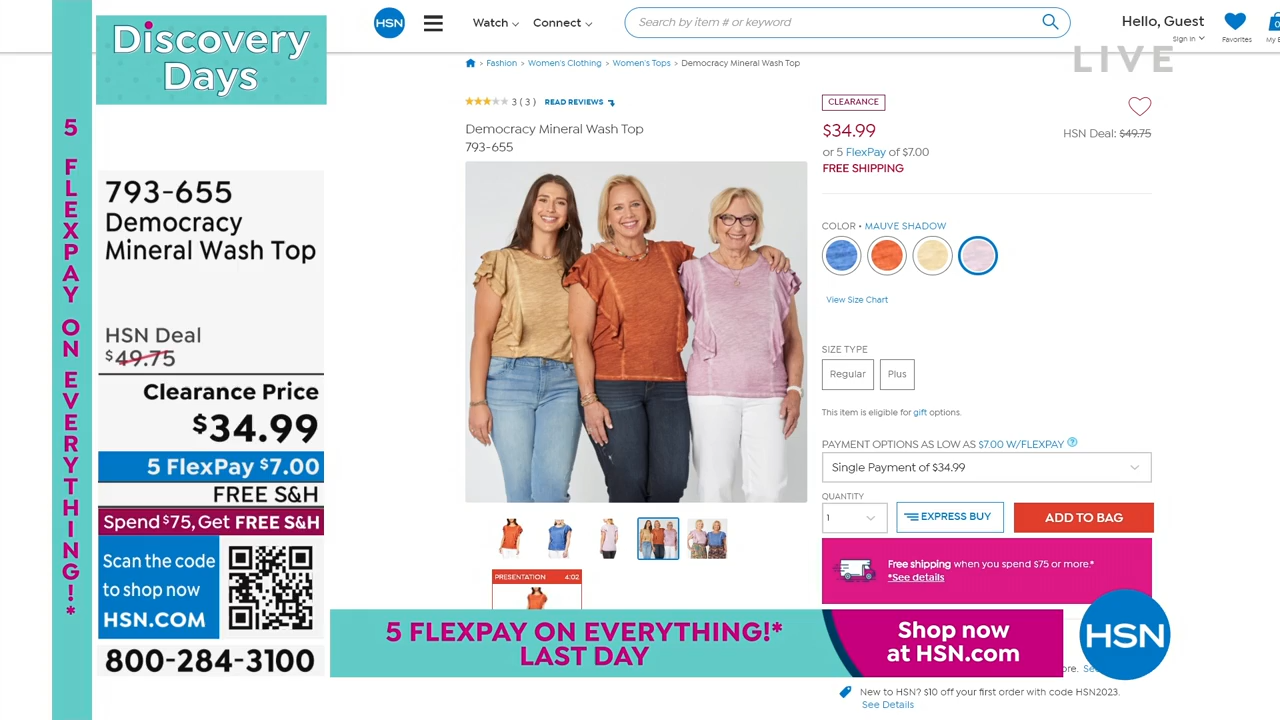 Discovery
Days
5 FLEXPAY ON EVERYTHING!*
793-655
Democracy
Mineral Wash Top
HSN Deal
$49.75
Clearance Price
$34.99
5 FlexPay $7.00
FREE S&H
Spend $75, Get FREE S&H
Scan the code
to shop now
HSN.COM
800-284-3100
HSN
Watch
Connect
Search by item # or keyword
Hello, Guest
Sign In
Favorites
0
LIVE
> Fashion > Women's Clothing > Women's Tops > Democracy Mineral Wash Top
3 ( 3 ) READ REVIEWS
Democracy Mineral Wash Top
793-655
CLEARANCE
$34.99
HSN Deal: $49.75
or 5 FlexPay of $7.00
FREE SHIPPING
COLOR • MAUVE SHADOW
View Size Chart
SIZE TYPE
Regular
Plus
This item is eligible for gift options.
PAYMENT OPTIONS AS LOW AS $7.00 W/FLEXPAY ?
Single Payment of $34.99
QUANTITY
1
EXPRESS BUY
ADD TO BAG
Free shipping when you spend $75 or more.*
*See details
PRESENTATION 4:02
5 FLEXPAY ON EVERYTHING!*
LAST DAY
Shop now
at HSN.com
HSN
New to HSN? $10 off your first order with code HSN2023.
See Details